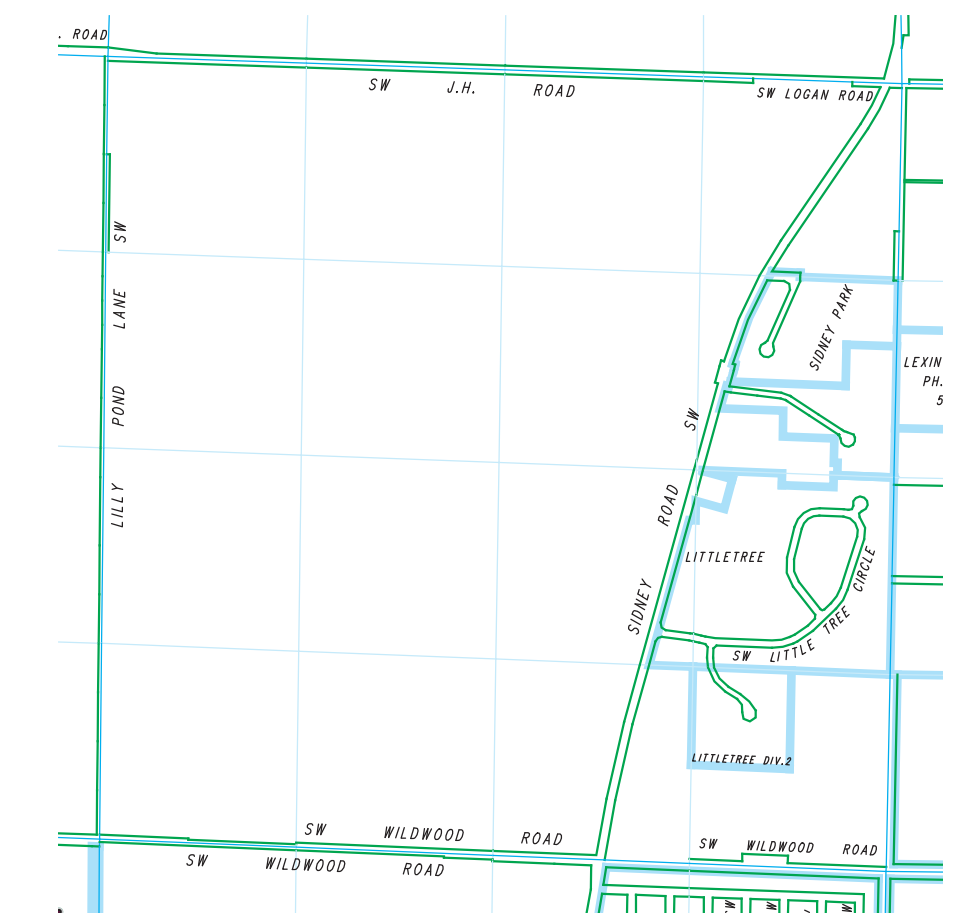 . ROAD
SW J.H. ROAD
SW LOGAN ROAD
LILLY POND LANE SW
SIDNEY PARK
LEXIN
PH.
5
SIDNEY ROAD SW
LITTLETREE
SW LITTLE TREE CIRCLE
LITTLETREE DIV.2
SW WILDWOOD ROAD
SW WILDWOOD ROAD
SW WILDWOOD ROAD
SW
W
W